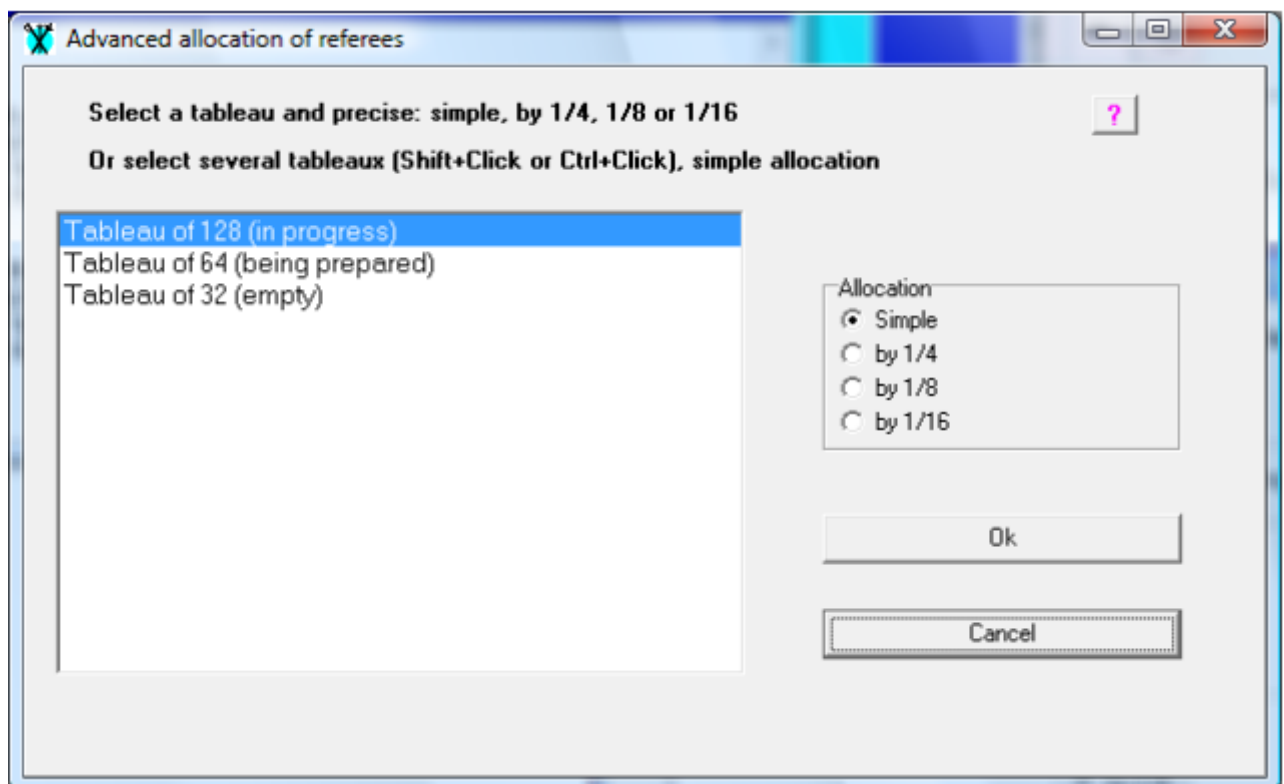 Advanced allocation of referees
Select a tableau and precise: simple, by 1/4, 1/8 or 1/16
?
Or select several tableaux (Shift+Click or Ctrl+Click), simple allocation
Tableau of 128 (in progress)
Tableau of 64 (being prepared)
Tableau of 32 (empty)
Allocation
Simple
by 1/4
by 1/8
by 1/16
Ok
Cancel